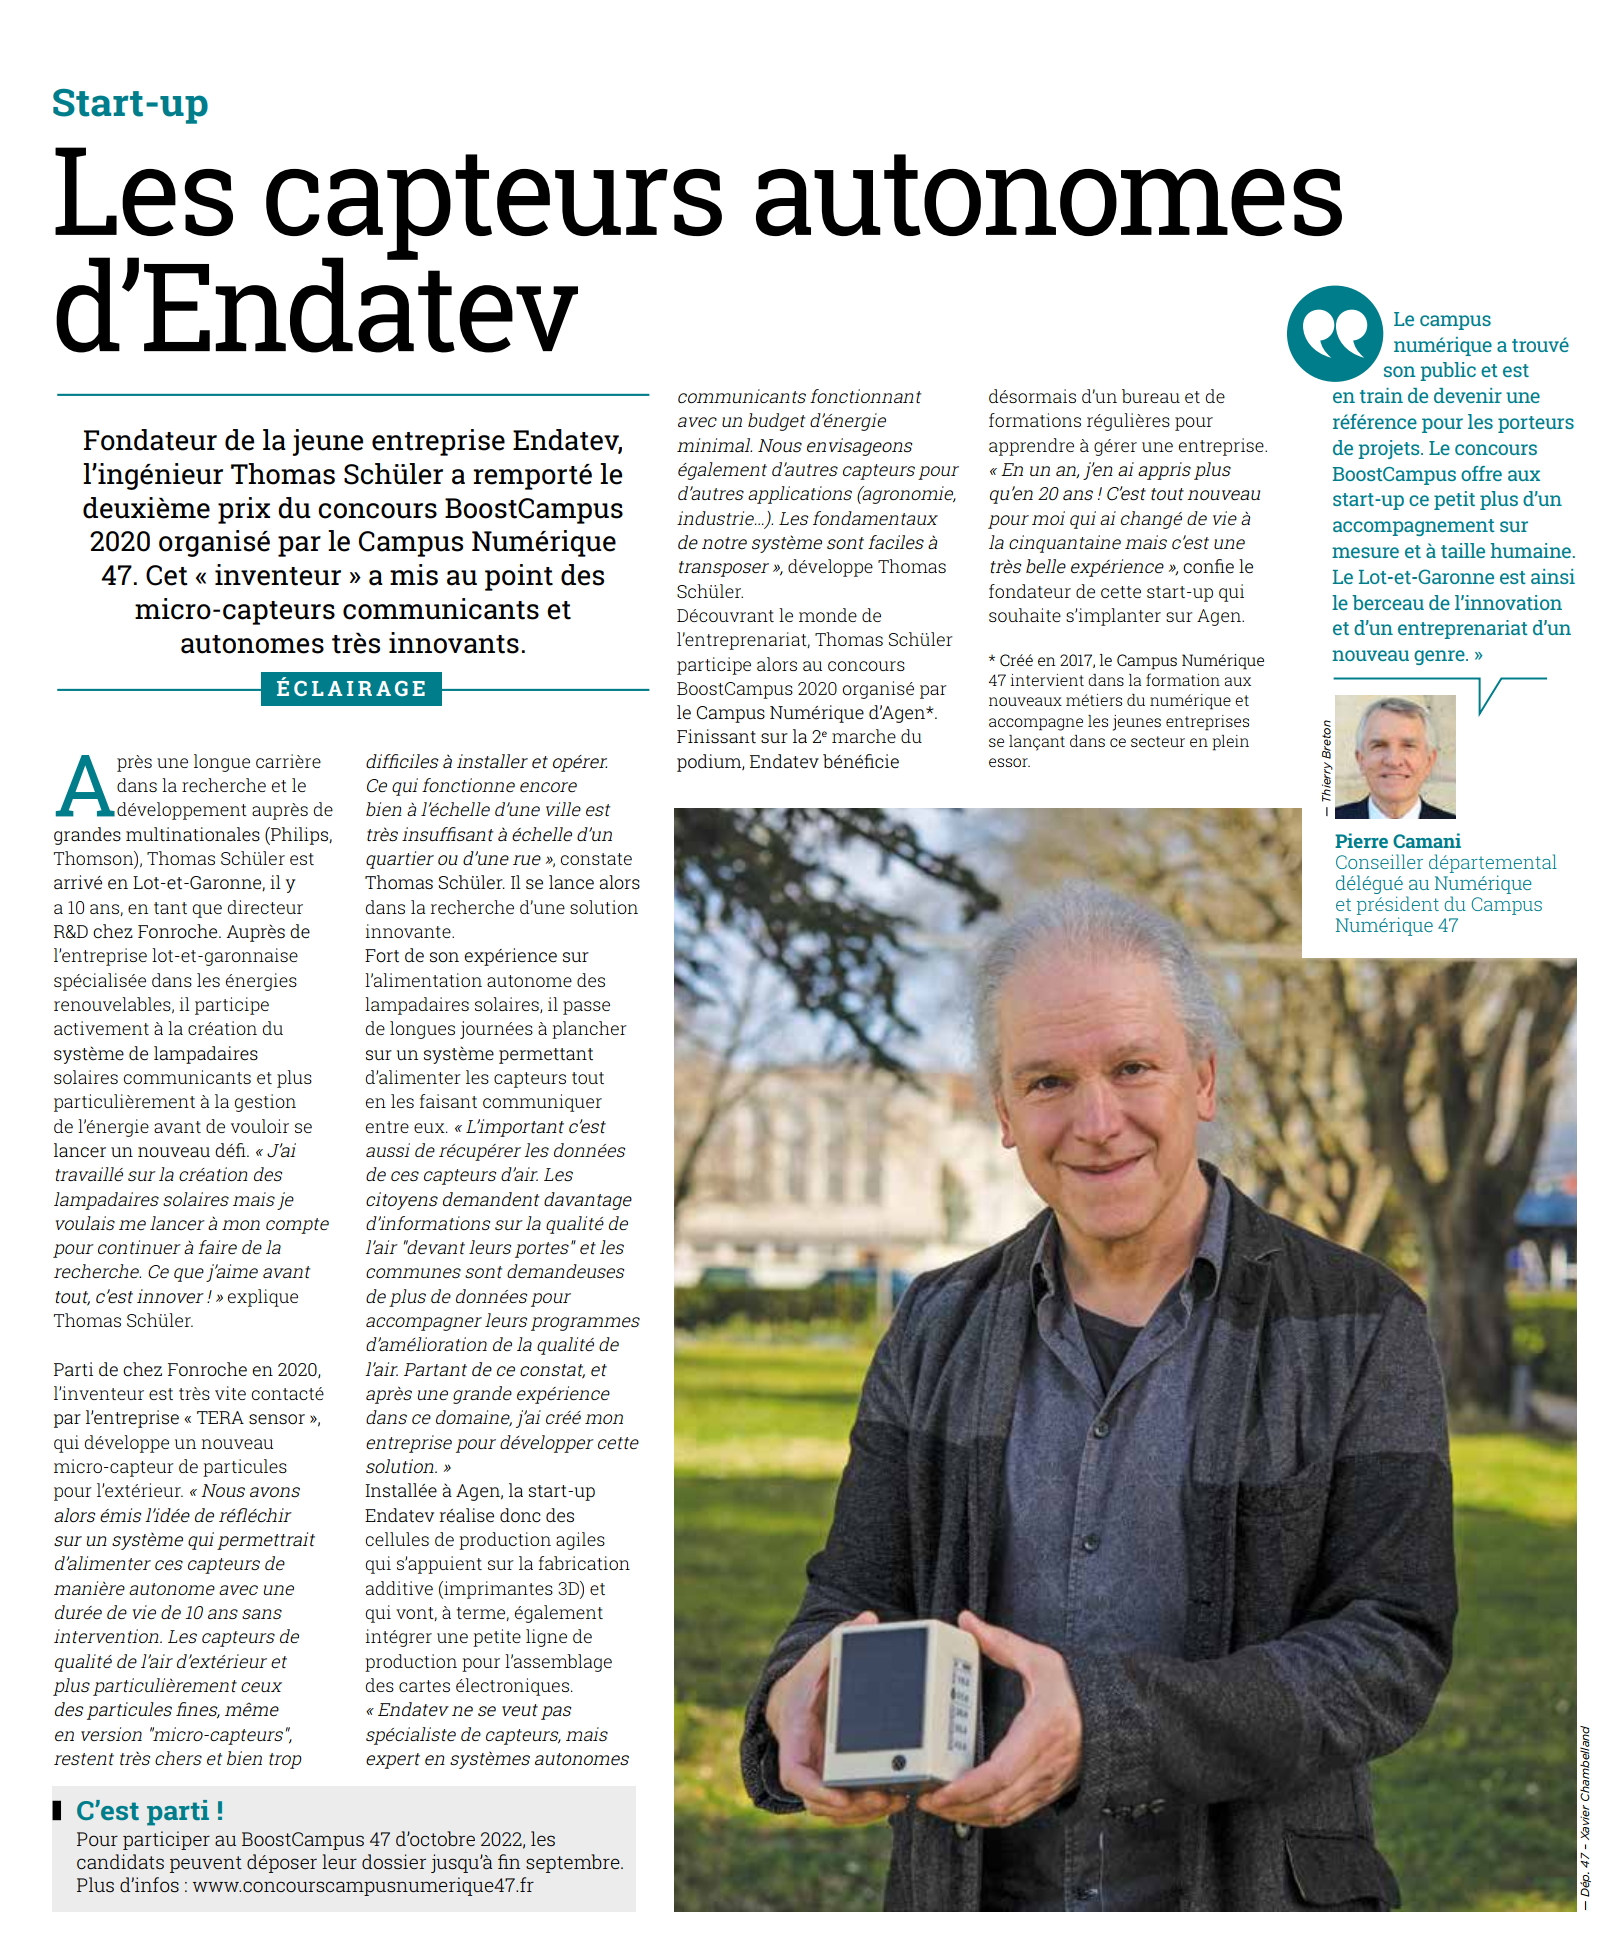 Start-up
Les capteurs autonomes
d’Endatev
Fondateur de la jeune entreprise Endatev,
l’ingénieur Thomas Schüler a remporté le
deuxième prix du concours BoostCampus
2020 organisé par le Campus Numérique
47. Cet « inventeur » a mis au point des
micro-capteurs communicants et
autonomes très innovants.
ÉCLAIRAGE
Après une longue carrière
dans la recherche et le
développement auprès de
grandes multinationales (Philips,
Thomson), Thomas Schüler est
arrivé en Lot-et-Garonne, il y
a 10 ans, en tant que directeur
R&D chez Fonroche. Auprès de
l’entreprise lot-et-garonnaise
spécialisée dans les énergies
renouvelables, il participe
activement à la création du
système de lampadaires
solaires communicants et plus
particulièrement à la gestion
de l’énergie avant de vouloir se
lancer un nouveau défi. « J’ai
travaillé sur la création des
lampadaires solaires mais je
voulais me lancer à mon compte
pour continuer à faire de la
recherche. Ce que j’aime avant
tout, c’est innover ! » explique
Thomas Schüler.
Parti de chez Fonroche en 2020,
l’inventeur est très vite contacté
par l’entreprise « TERA sensor »,
qui développe un nouveau
micro-capteur de particules
pour l’extérieur. « Nous avons
alors émis l’idée de réfléchir
sur un système qui permettrait
d’alimenter ces capteurs de
manière autonome avec une
durée de vie de 10 ans sans
intervention. Les capteurs de
qualité de l’air d’extérieur et
plus particulièrement ceux
des particules fines, même
en version "micro-capteurs",
restent très chers et bien trop
difficiles à installer et opérer.
Ce qui fonctionne encore
bien à l’échelle d’une ville est
très insuffisant à échelle d’un
quartier ou d’une rue », constate
Thomas Schüler. Il se lance alors
dans la recherche d’une solution
innovante.
Fort de son expérience sur
l’alimentation autonome des
lampadaires solaires, il passe
de longues journées à plancher
sur un système permettant
d’alimenter les capteurs tout
en les faisant communiquer
entre eux. « L’important c’est
aussi de récupérer les données
de ces capteurs d’air. Les
citoyens demandent davantage
d’informations sur la qualité de
l’air "devant leurs portes" et les
communes sont demandeuses
de plus de données pour
accompagner leurs programmes
d’amélioration de la qualité de
l’air. Partant de ce constat, et
après une grande expérience
dans ce domaine, j’ai créé mon
entreprise pour développer cette
solution. »
Installée à Agen, la start-up
Endatev réalise donc des
cellules de production agiles
qui s’appuient sur la fabrication
additive (imprimantes 3D) et
qui vont, à terme, également
intégrer une petite ligne de
production pour l’assemblage
des cartes électroniques.
« Endatev ne se veut pas
spécialiste de capteurs, mais
expert en systèmes autonomes
communicants fonctionnant
avec un budget d’énergie
minimal. Nous envisageons
également d’autres capteurs pour
d’autres applications (agronomie,
industrie…). Les fondamentaux
de notre système sont faciles à
transposer », développe Thomas
Schüler.
Découvrant le monde de
l’entreprenariat, Thomas Schüler
participe alors au concours
BoostCampus 2020 organisé par
le Campus Numérique d’Agen*.
Finissant sur la 2e marche du
podium, Endatev bénéficie
désormais d’un bureau et de
formations régulières pour
apprendre à gérer une entreprise.
« En un an, j’en ai appris plus
qu’en 20 ans ! C’est tout nouveau
pour moi qui ai changé de vie à
la cinquantaine mais c’est une
très belle expérience », confie le
fondateur de cette start-up qui
souhaite s’implanter sur Agen.
* Créé en 2017, le Campus Numérique
47 intervient dans la formation aux
nouveaux métiers du numérique et
accompagne les jeunes entreprises
se lançant dans ce secteur en plein
essor.
Le campus
numérique a trouvé
son public et est
en train de devenir une
référence pour les porteurs
de projets. Le concours
BoostCampus offre aux
start-up ce petit plus d’un
accompagnement sur
mesure et à taille humaine.
Le Lot-et-Garonne est ainsi
le berceau de l’innovation
et d’un entreprenariat d’un
nouveau genre. »
— Thierry Breton
Pierre Camani
Conseiller départemental
délégué au Numérique
et président du Campus
Numérique 47
C’est parti !
Pour participer au BoostCampus 47 d’octobre 2022, les
candidats peuvent déposer leur dossier jusqu’à fin septembre.
Plus d’infos : www.concourscampusnumerique47.fr
— Dép. 47 - Xavier Chambelland